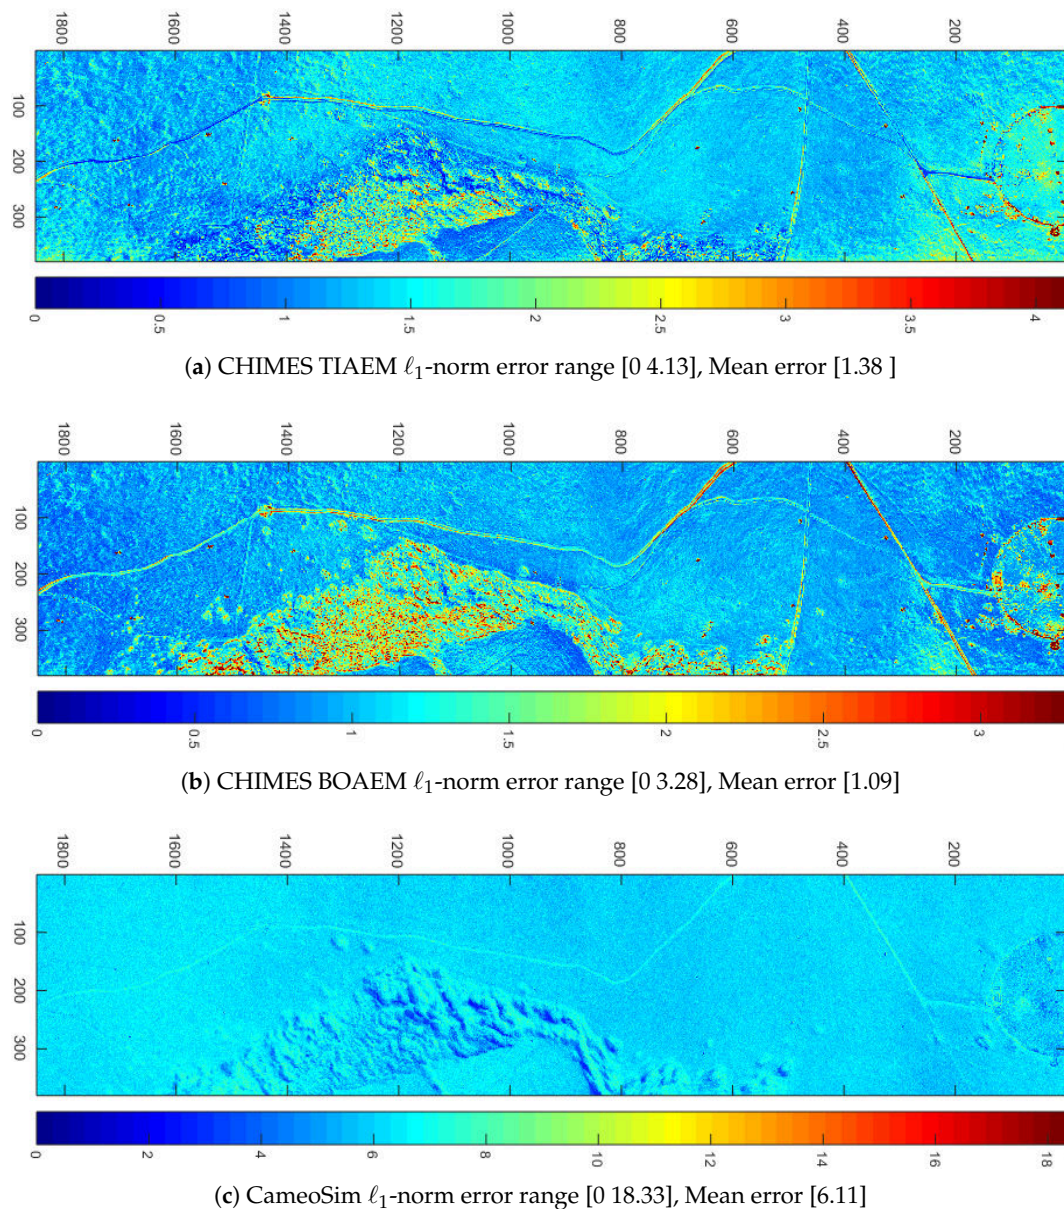 1800 1600 1400 1200 1000 800 600 400 200
100
200
300
0 0.5 1 1.5 2 2.5 3 3.5 4
(a) CHIMES TIAEM ℓ1-norm error range [0 4.13], Mean error [1.38 ]
1800 1600 1400 1200 1000 800 600 400 200
100
200
300
0 0.5 1 1.5 2 2.5 3
(b) CHIMES BOAEM ℓ1-norm error range [0 3.28], Mean error [1.09]
1800 1600 1400 1200 1000 800 600 400 200
100
200
300
0 2 4 6 8 10 12 14 16 18
(c) CameoSim ℓ1-norm error range [0 18.33], Mean error [6.11]